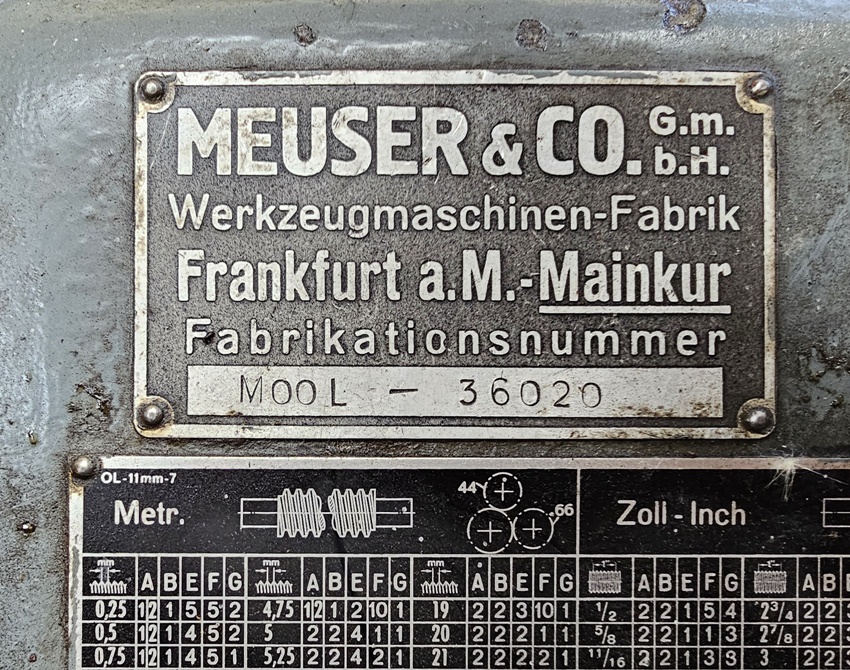 MEUSER & CO. G.m.b.H.
Werkzeugmaschinen-Fabrik
Frankfurt a.M.-Mainkur
Fabrikationsnummer
M00L - 36020
OL-11mm-7
Metr. 44 66 Zoll - Inch
mm A B E F G mm A B E F G mm A B E F G 1" A B E F G 1" A B
0,25 12 1 5 5 2 4,75 12 1 2 10 1 19 2 2 3 10 1 1/2 2 2 1 5 4 2 3/4 2 2
0,5 12 1 4 5 2 5 2 2 4 2 1 20 2 2 2 1 1 5/8 2 2 1 1 3 2 7/8 2 2
0,75 12 1 4 5 1 5,25 2 2 4 2 1 21 2 2 2 2 1 11/16 2 2 1 3 3 2 2